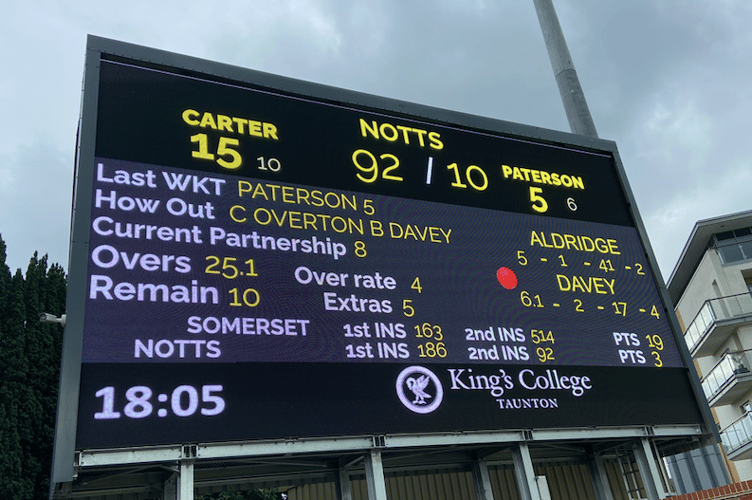 CARTER NOTTS PATERSON
15 10 92 / 10 5 6
Last WKT PATERSON 5
How Out C OVERTON B DAVEY
Current Partnership 8
ALDRIDGE
5 - 1 - 41 - 2
DAVEY
6.1 - 2 - 17 - 4
Overs 25.1 Over rate 4
Remain 10 Extras 5
SOMERSET 1st INS 163 2nd INS 514 PTS 19
NOTTS 1st INS 186 2nd INS 92 PTS 3
18:05
King's College
TAUNTON